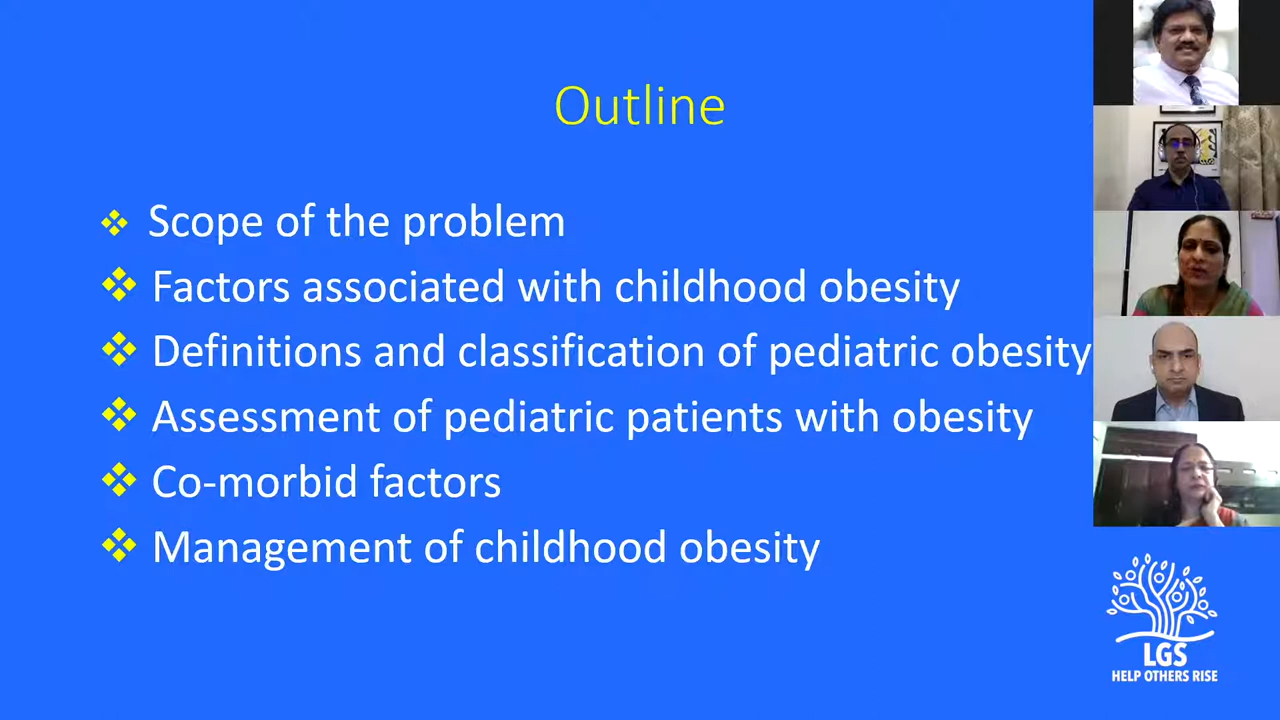 Outline
Scope of the problem
Factors associated with childhood obesity
Definitions and classification of pediatric obesity
Assessment of pediatric patients with obesity
Co-morbid factors
Management of childhood obesity
LGS
HELP OTHERS RISE